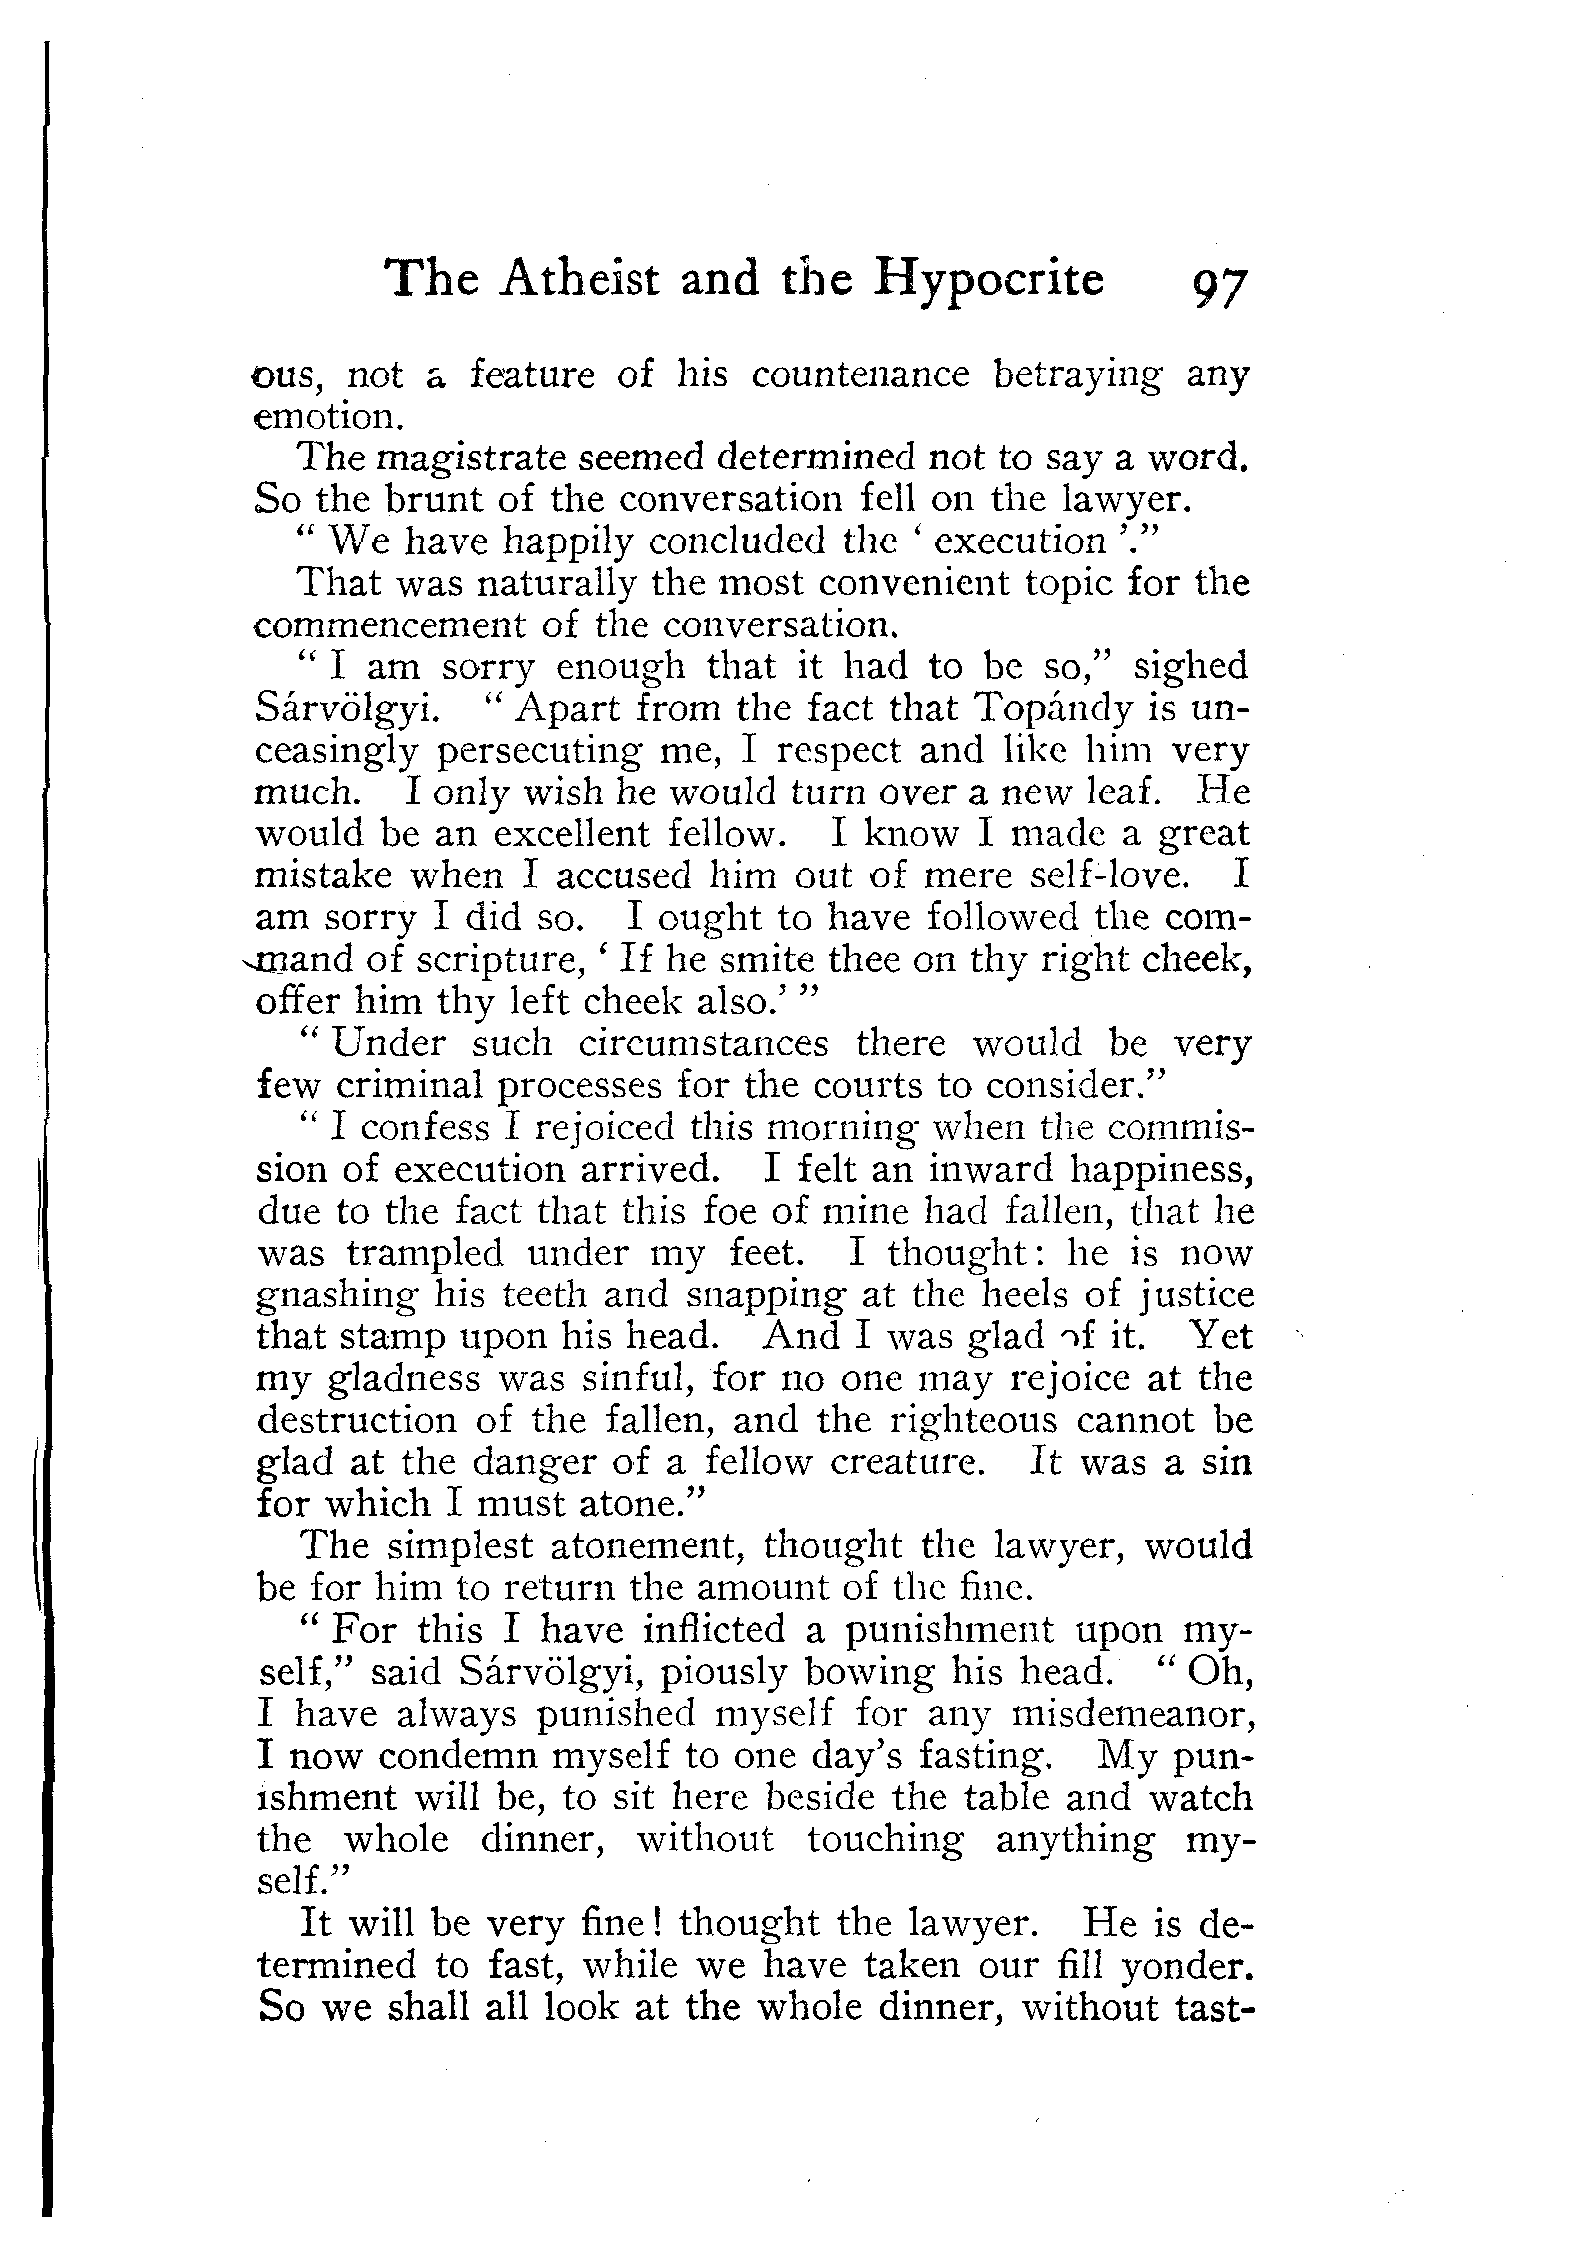 The Atheist and the Hypocrite 97
ous, not a feature of his countenance betraying any
emotion.
The magistrate seemed determined not to say a word.
So the brunt of the conversation fell on the lawyer.
" We have happily concluded the ' execution '."
That was naturally the most convenient topic for the
commencement of the conversation.
" I am sorry enough that it had to be so," sighed
Sárvölgyi. " Apart from the fact that Topándy is un-
ceasingly persecuting me, I respect and like him very
much. I only wish he would turn over a new leaf. He
would be an excellent fellow. I know I made a great
mistake when I accused him out of mere self-love. I
am sorry I did so. I ought to have followed the com-
mand of scripture, ' If he smite thee on thy right cheek,
offer him thy left cheek also.' "
" Under such circumstances there would be very
few criminal processes for the courts to consider."
" I confess I rejoiced this morning when the commis-
sion of execution arrived. I felt an inward happiness,
due to the fact that this foe of mine had fallen, that he
was trampled under my feet. I thought: he is now
gnashing his teeth and snapping at the heels of justice
that stamp upon his head. And I was glad of it. Yet
my gladness was sinful, for no one may rejoice at the
destruction of the fallen, and the righteous cannot be
glad at the danger of a fellow creature. It was a sin
for which I must atone."
The simplest atonement, thought the lawyer, would
be for him to return the amount of the fine.
" For this I have inflicted a punishment upon my-
self," said Sárvölgyi, piously bowing his head. " Oh,
I have always punished myself for any misdemeanor,
I now condemn myself to one day's fasting. My pun-
ishment will be, to sit here beside the table and watch
the whole dinner, without touching anything my-
self."
It will be very fine! thought the lawyer. He is de-
termined to fast, while we have taken our fill yonder.
So we shall all look at the whole dinner, without tast-